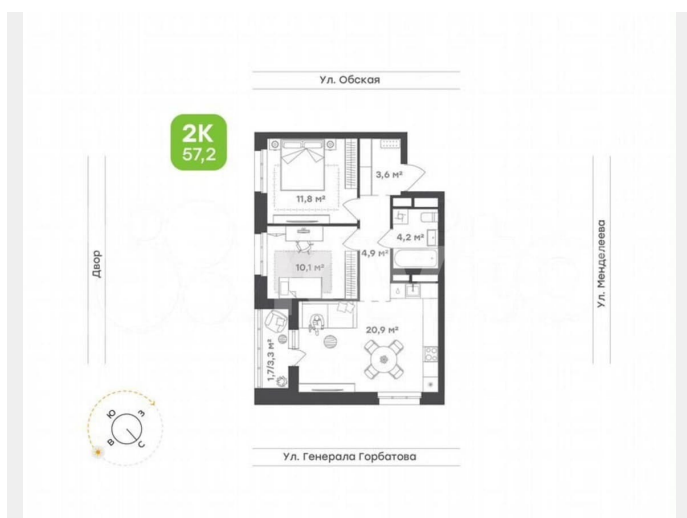 Ул. Обская
2К
57,2
3,6 м²
11,8 м²
4,2 м²
4,9 м²
10,1 м²
Двор
Ул. Менделеева
20,9 м²
1,7/3,3 м²
Ю
З
В
С
Ул. Генерала Горбатова